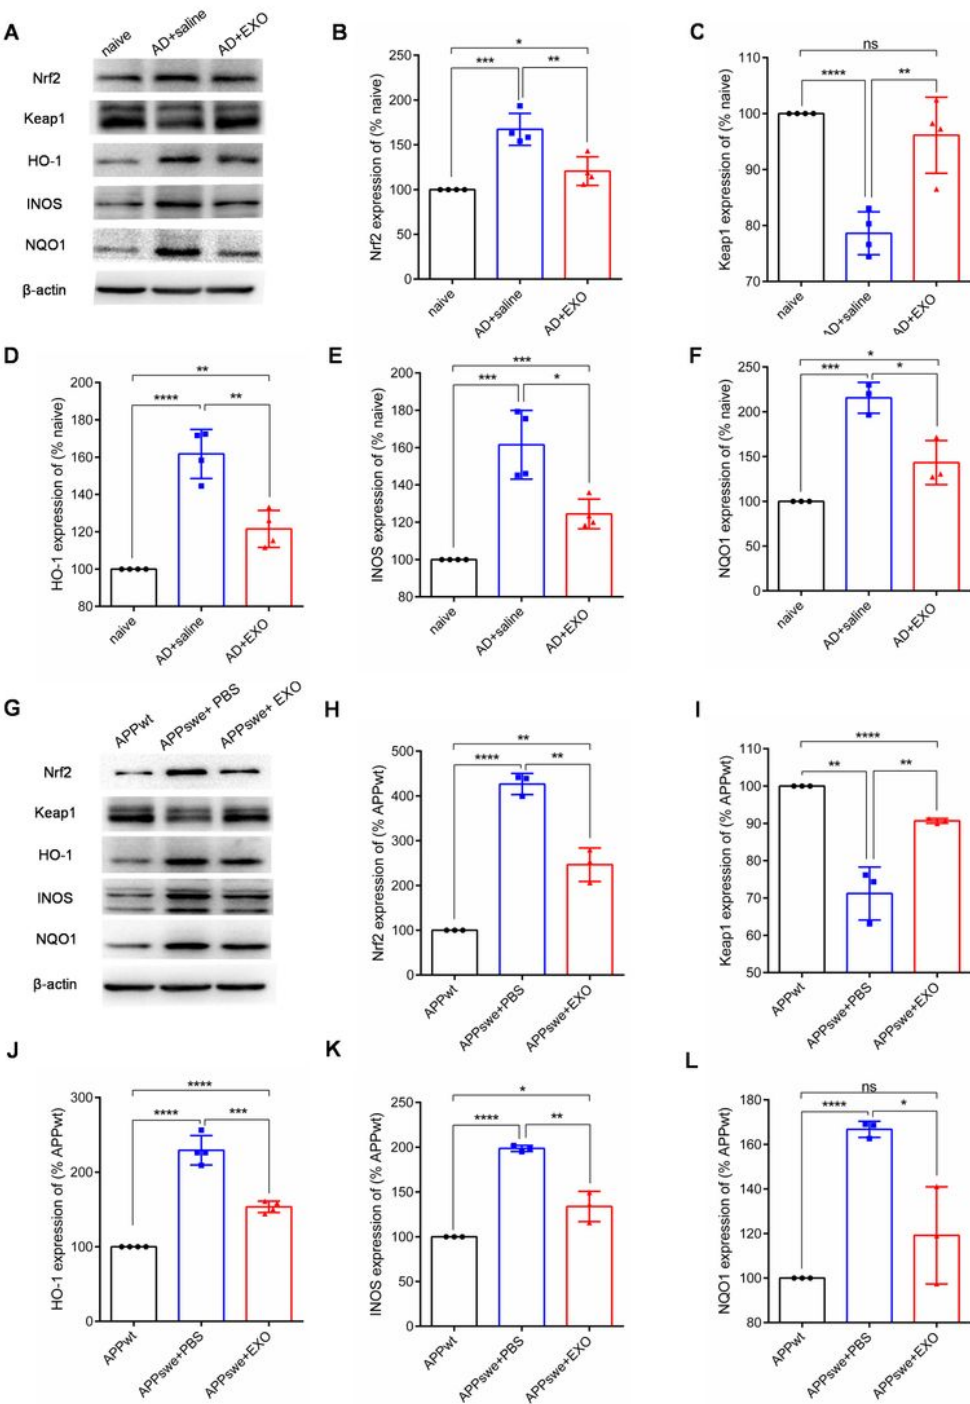 A
naive
AD+saline
AD+EXO
Nrf2
Keap1
HO-1
INOS
NQO1
β-actin
B
Nrf2 expression of (% naive)
250
200
150
100
50
0
*
***
**
naive
AD+saline
AD+EXO
C
Keap1 expression of (% naive)
110
100
90
80
70
ns
****
**
naive
AD+saline
AD+EXO
D
HO-1 expression of (% naive)
200
180
160
140
120
100
80
**
****
**
naive
AD+saline
AD+EXO
E
INOS expression of (% naive)
200
180
160
140
120
100
80
***
***
*
naive
AD+saline
AD+EXO
F
NQO1 expression of (% naive)
250
200
150
100
50
0
*
***
*
naive
AD+saline
AD+EXO
G
APPwt
APPswe+ PBS
APPswe+ EXO
Nrf2
Keap1
HO-1
INOS
NQO1
β-actin
H
Nrf2 expression of (% APPwt)
500
400
300
200
100
0
**
****
**
APPwt
APPswe+PBS
APPswe+EXO
I
Keap1 expression of (% APPwt)
110
100
90
80
70
60
50
****
**
**
APPwt
APPswe+PBS
APPswe+EXO
J
HO-1 expression of (% APPwt)
300
200
100
0
****
****
***
APPwt
APPswe+PBS
APPswe+EXO
K
INOS expression of (% APPwt)
250
200
150
100
50
0
*
****
**
APPwt
APPswe+PBS
APPswe+EXO
L
NQO1 expression of (% APPwt)
180
160
140
120
100
80
ns
****
*
APPwt
APPswe+PBS
APPswe+EXO